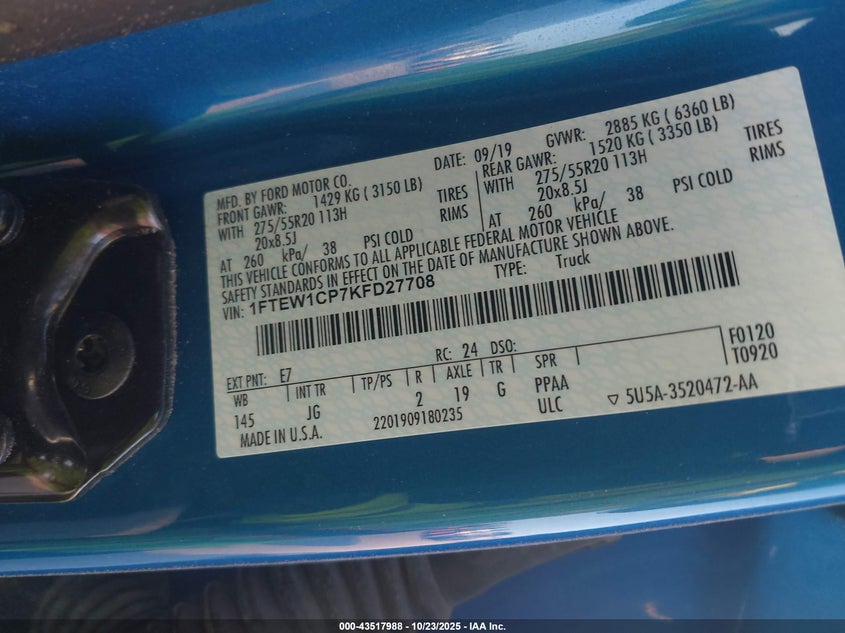 MFD. BY FORD MOTOR CO.
DATE: 09/19 GVWR: 2885 KG ( 6360 LB)
FRONT GAWR: 1429 KG ( 3150 LB)
REAR GAWR: 1520 KG ( 3350 LB)
WITH 275/55R20 113H TIRES
WITH 275/55R20 113H TIRES
20x8.5J RIMS
20x8.5J RIMS
AT 260 kPa/ 38 PSI COLD
AT 260 kPa/ 38 PSI COLD
THIS VEHICLE CONFORMS TO ALL APPLICABLE FEDERAL MOTOR VEHICLE
SAFETY STANDARDS IN EFFECT ON THE DATE OF MANUFACTURE SHOWN ABOVE.
VIN: 1FTEW1CP7KFD27708 TYPE: Truck
EXT PNT: E7 RC: 24 DSO: F0120
WB INT TR TP/PS R AXLE TR SPR T0920
145 JG 2 19 G PPAA
MADE IN U.S.A. 2201909180235 ULC ▽ 5U5A-3520472-AA
000-43517988 - 10/23/2025 - IAA Inc.